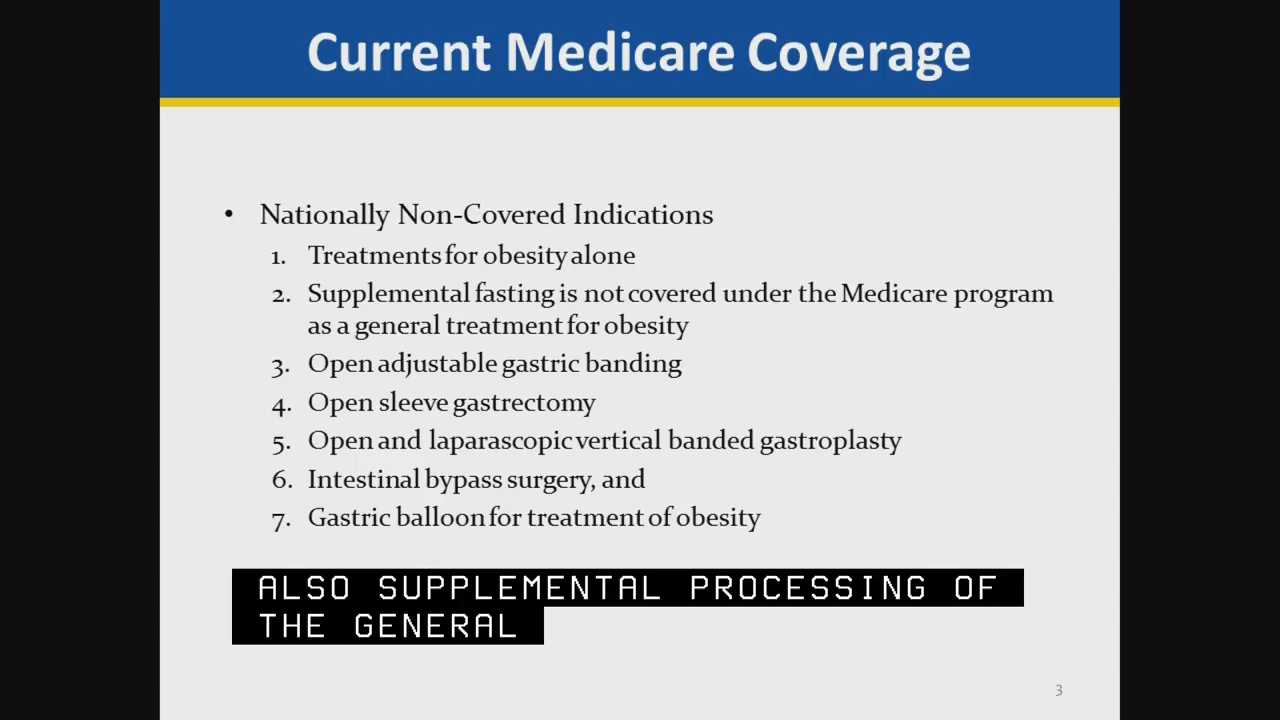 Current Medicare Coverage
• Nationally Non-Covered Indications
1. Treatments for obesity alone
2. Supplemental fasting is not covered under the Medicare program
as a general treatment for obesity
3. Open adjustable gastric banding
4. Open sleeve gastrectomy
5. Open and laparascopic vertical banded gastroplasty
6. Intestinal bypass surgery, and
7. Gastric balloon for treatment of obesity
ALSO SUPPLEMENTAL PROCESSING OF
THE GENERAL
3